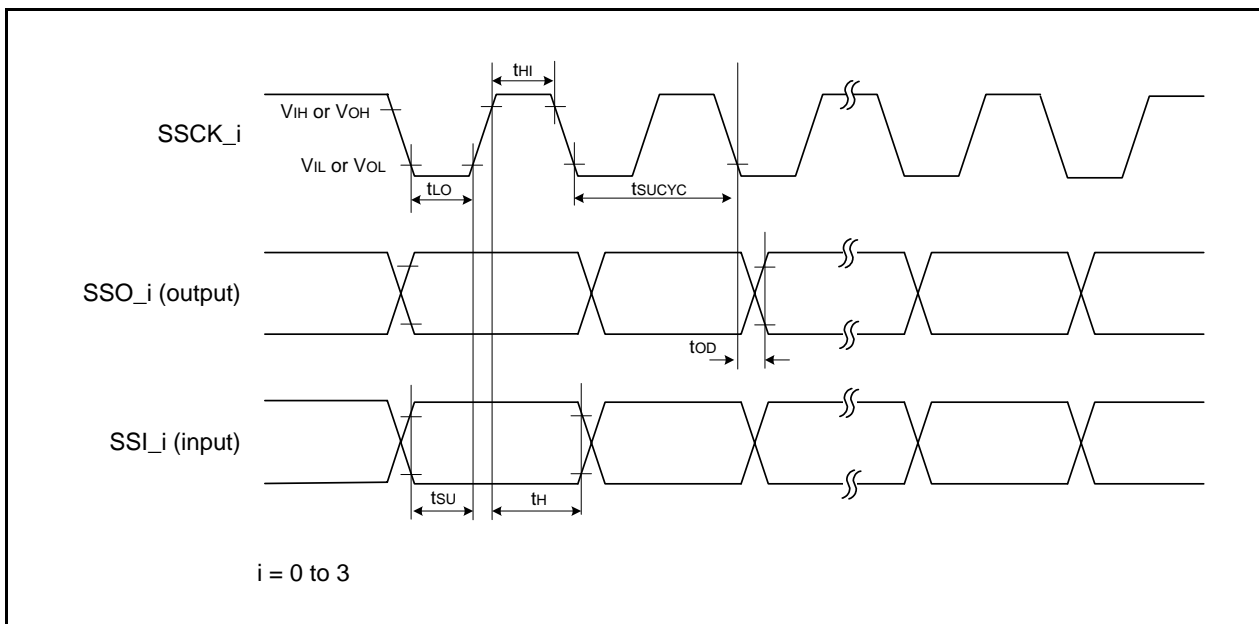 tHI
VIH or VOH
SSCK_i
VIL or VOL
tLO
tSUCYC
SSO_i (output)
tOD
SSI_i (input)
tSU
tH
i = 0 to 3